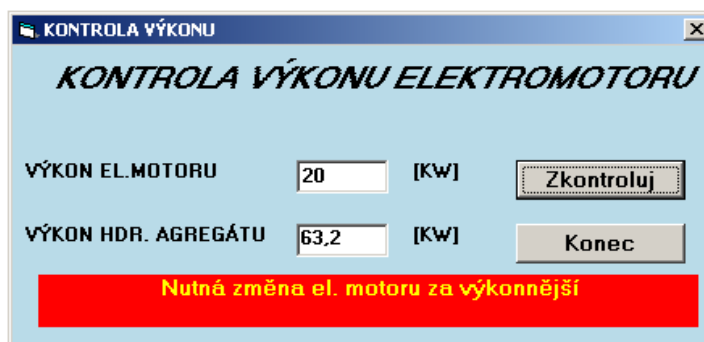 KONTROLA VÝKONU
KONTROLA VÝKONU ELEKTROMOTORU
VÝKON EL.MOTORU 20 [KW] Zkontroluj
VÝKON HDR. AGREGÁTU 63,2 [KW] Konec
Nutná změna el. motoru za výkonnější